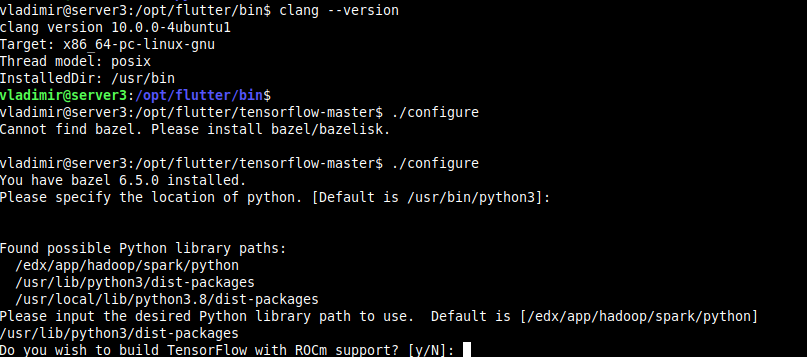 vladimir@server3:/opt/flutter/bin$ clang --version
clang version 10.0.0-4ubuntu1
Target: x86_64-pc-linux-gnu
Thread model: posix
InstalledDir: /usr/bin
vladimir@server3:/opt/flutter/bin$
vladimir@server3:/opt/flutter/tensorflow-master$ ./configure
Cannot find bazel. Please install bazel/bazelisk.
vladimir@server3:/opt/flutter/tensorflow-master$ ./configure
You have bazel 6.5.0 installed.
Please specify the location of python. [Default is /usr/bin/python3]:
Found possible Python library paths:
  /edx/app/hadoop/spark/python
  /usr/lib/python3/dist-packages
  /usr/local/lib/python3.8/dist-packages
Please input the desired Python library path to use.  Default is [/edx/app/hadoop/spark/python]
/usr/lib/python3/dist-packages
Do you wish to build TensorFlow with ROCm support? [y/N]: